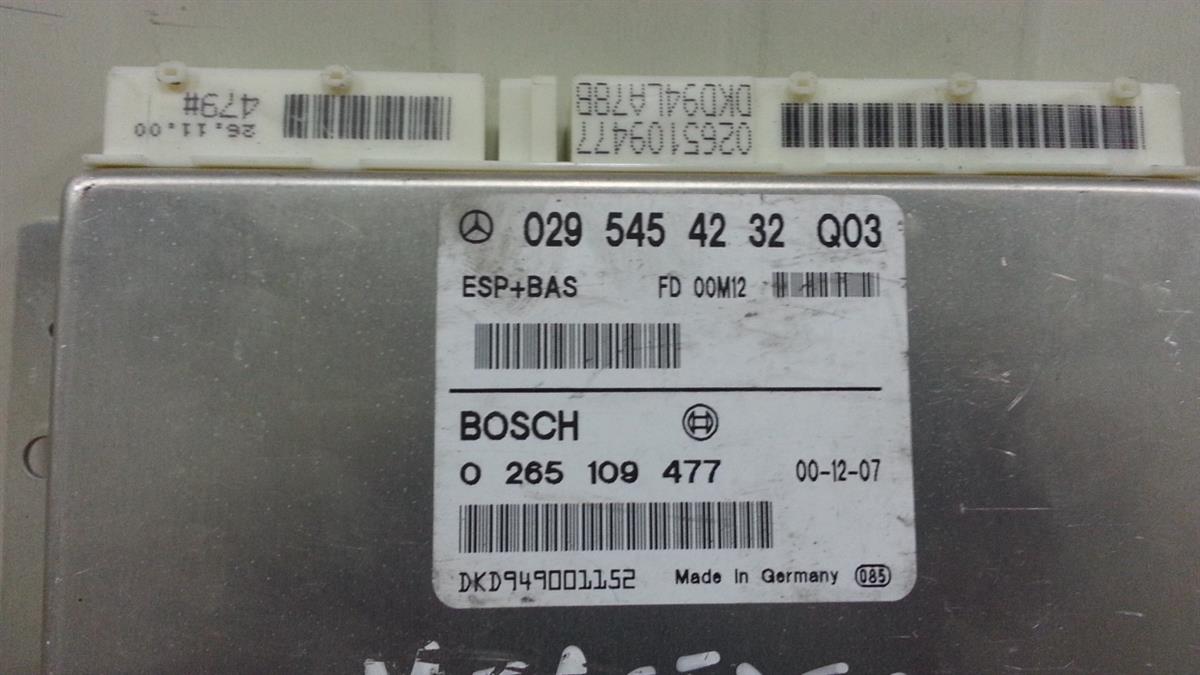 479#
26.11.00
DKD94LA78B
0265109477
029 545 42 32 Q03
ESP+BAS FD 00M12
BOSCH
0 265 109 477 00-12-07
DKD949001152 Made in Germany 085